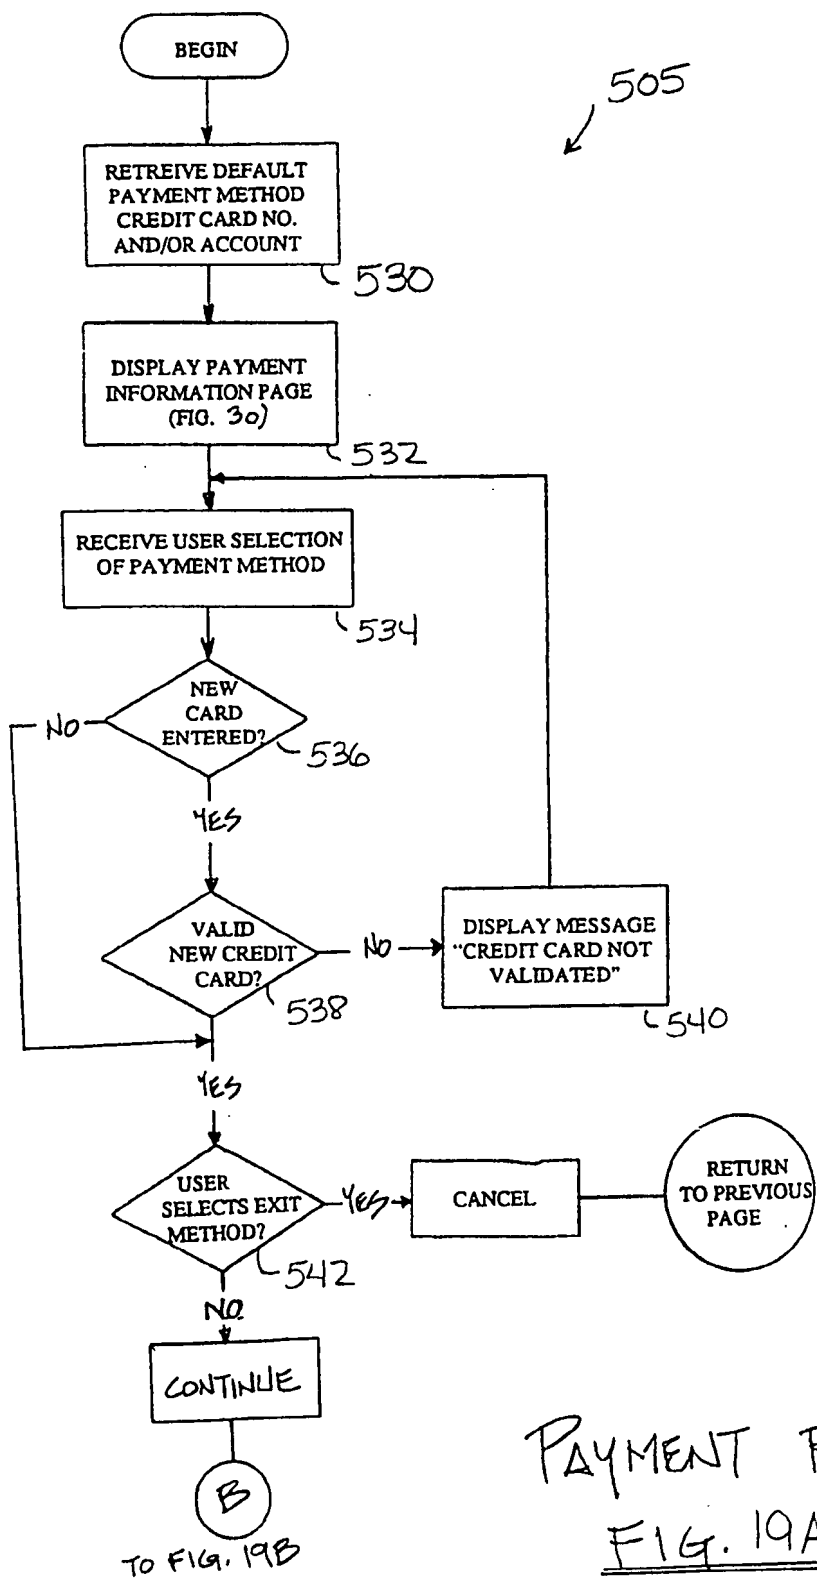 BEGIN
505
RETREIVE DEFAULT
PAYMENT METHOD
CREDIT CARD NO.
AND/OR ACCOUNT
530
DISPLAY PAYMENT
INFORMATION PAGE
(FIG. 30)
532
RECEIVE USER SELECTION
OF PAYMENT METHOD
534
NEW
CARD
ENTERED?
536
NO
YES
VALID
NEW CREDIT
CARD?
538
NO
DISPLAY MESSAGE
"CREDIT CARD NOT
VALIDATED"
540
YES
USER
SELECTS EXIT
METHOD?
542
YES
CANCEL
RETURN
TO PREVIOUS
PAGE
NO
CONTINUE
B
TO FIG. 19B
PAYMENT
FIG. 19A